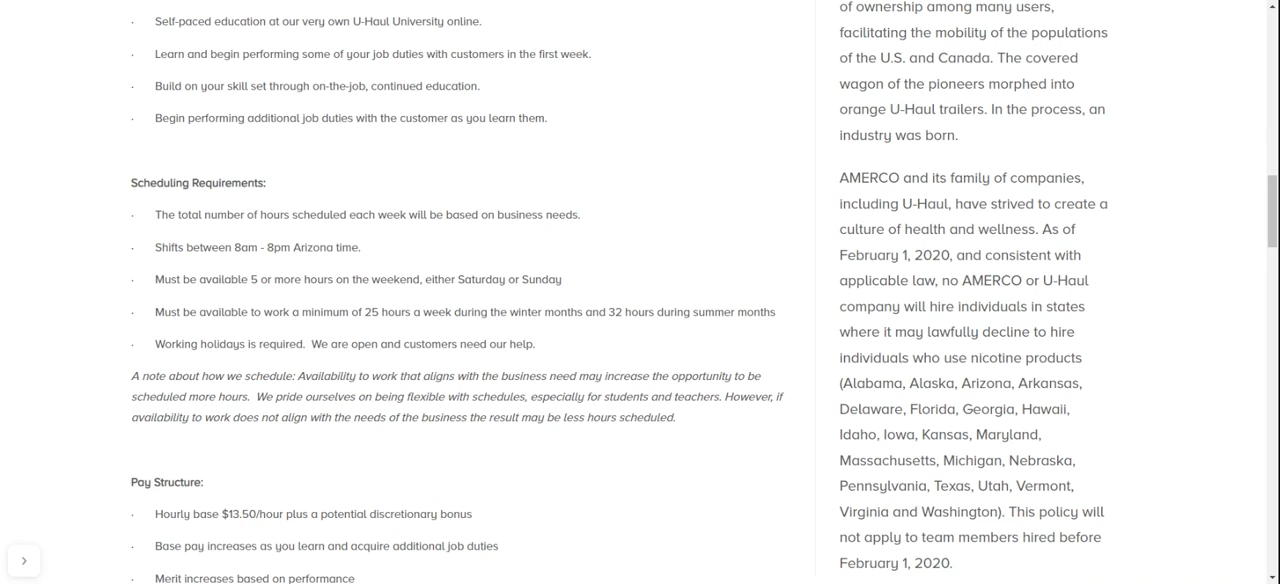 · Self-paced education at our very own U-Haul University online.
· Learn and begin performing some of your job duties with customers in the first week.
· Build on your skill set through on-the-job, continued education.
· Begin performing additional job duties with the customer as you learn them.
Scheduling Requirements:
· The total number of hours scheduled each week will be based on business needs.
· Shifts between 8am - 8pm Arizona time.
· Must be available 5 or more hours on the weekend, either Saturday or Sunday
· Must be available to work a minimum of 25 hours a week during the winter months and 32 hours during summer months
· Working holidays is required. We are open and customers need our help.
A note about how we schedule: Availability to work that aligns with the business need may increase the opportunity to be
scheduled more hours. We pride ourselves on being flexible with schedules, especially for students and teachers. However, if
availability to work does not align with the needs of the business the result may be less hours scheduled.
Pay Structure:
· Hourly base $13.50/hour plus a potential discretionary bonus
· Base pay increases as you learn and acquire additional job duties
· Merit increases based on performance
of ownership among many users,
facilitating the mobility of the populations
of the U.S. and Canada. The covered
wagon of the pioneers morphed into
orange U-Haul trailers. In the process, an
industry was born.
AMERCO and its family of companies,
including U-Haul, have strived to create a
culture of health and wellness. As of
February 1, 2020, and consistent with
applicable law, no AMERCO or U-Haul
company will hire individuals in states
where it may lawfully decline to hire
individuals who use nicotine products
(Alabama, Alaska, Arizona, Arkansas,
Delaware, Florida, Georgia, Hawaii,
Idaho, Iowa, Kansas, Maryland,
Massachusetts, Michigan, Nebraska,
Pennsylvania, Texas, Utah, Vermont,
Virginia and Washington). This policy will
not apply to team members hired before
February 1, 2020.